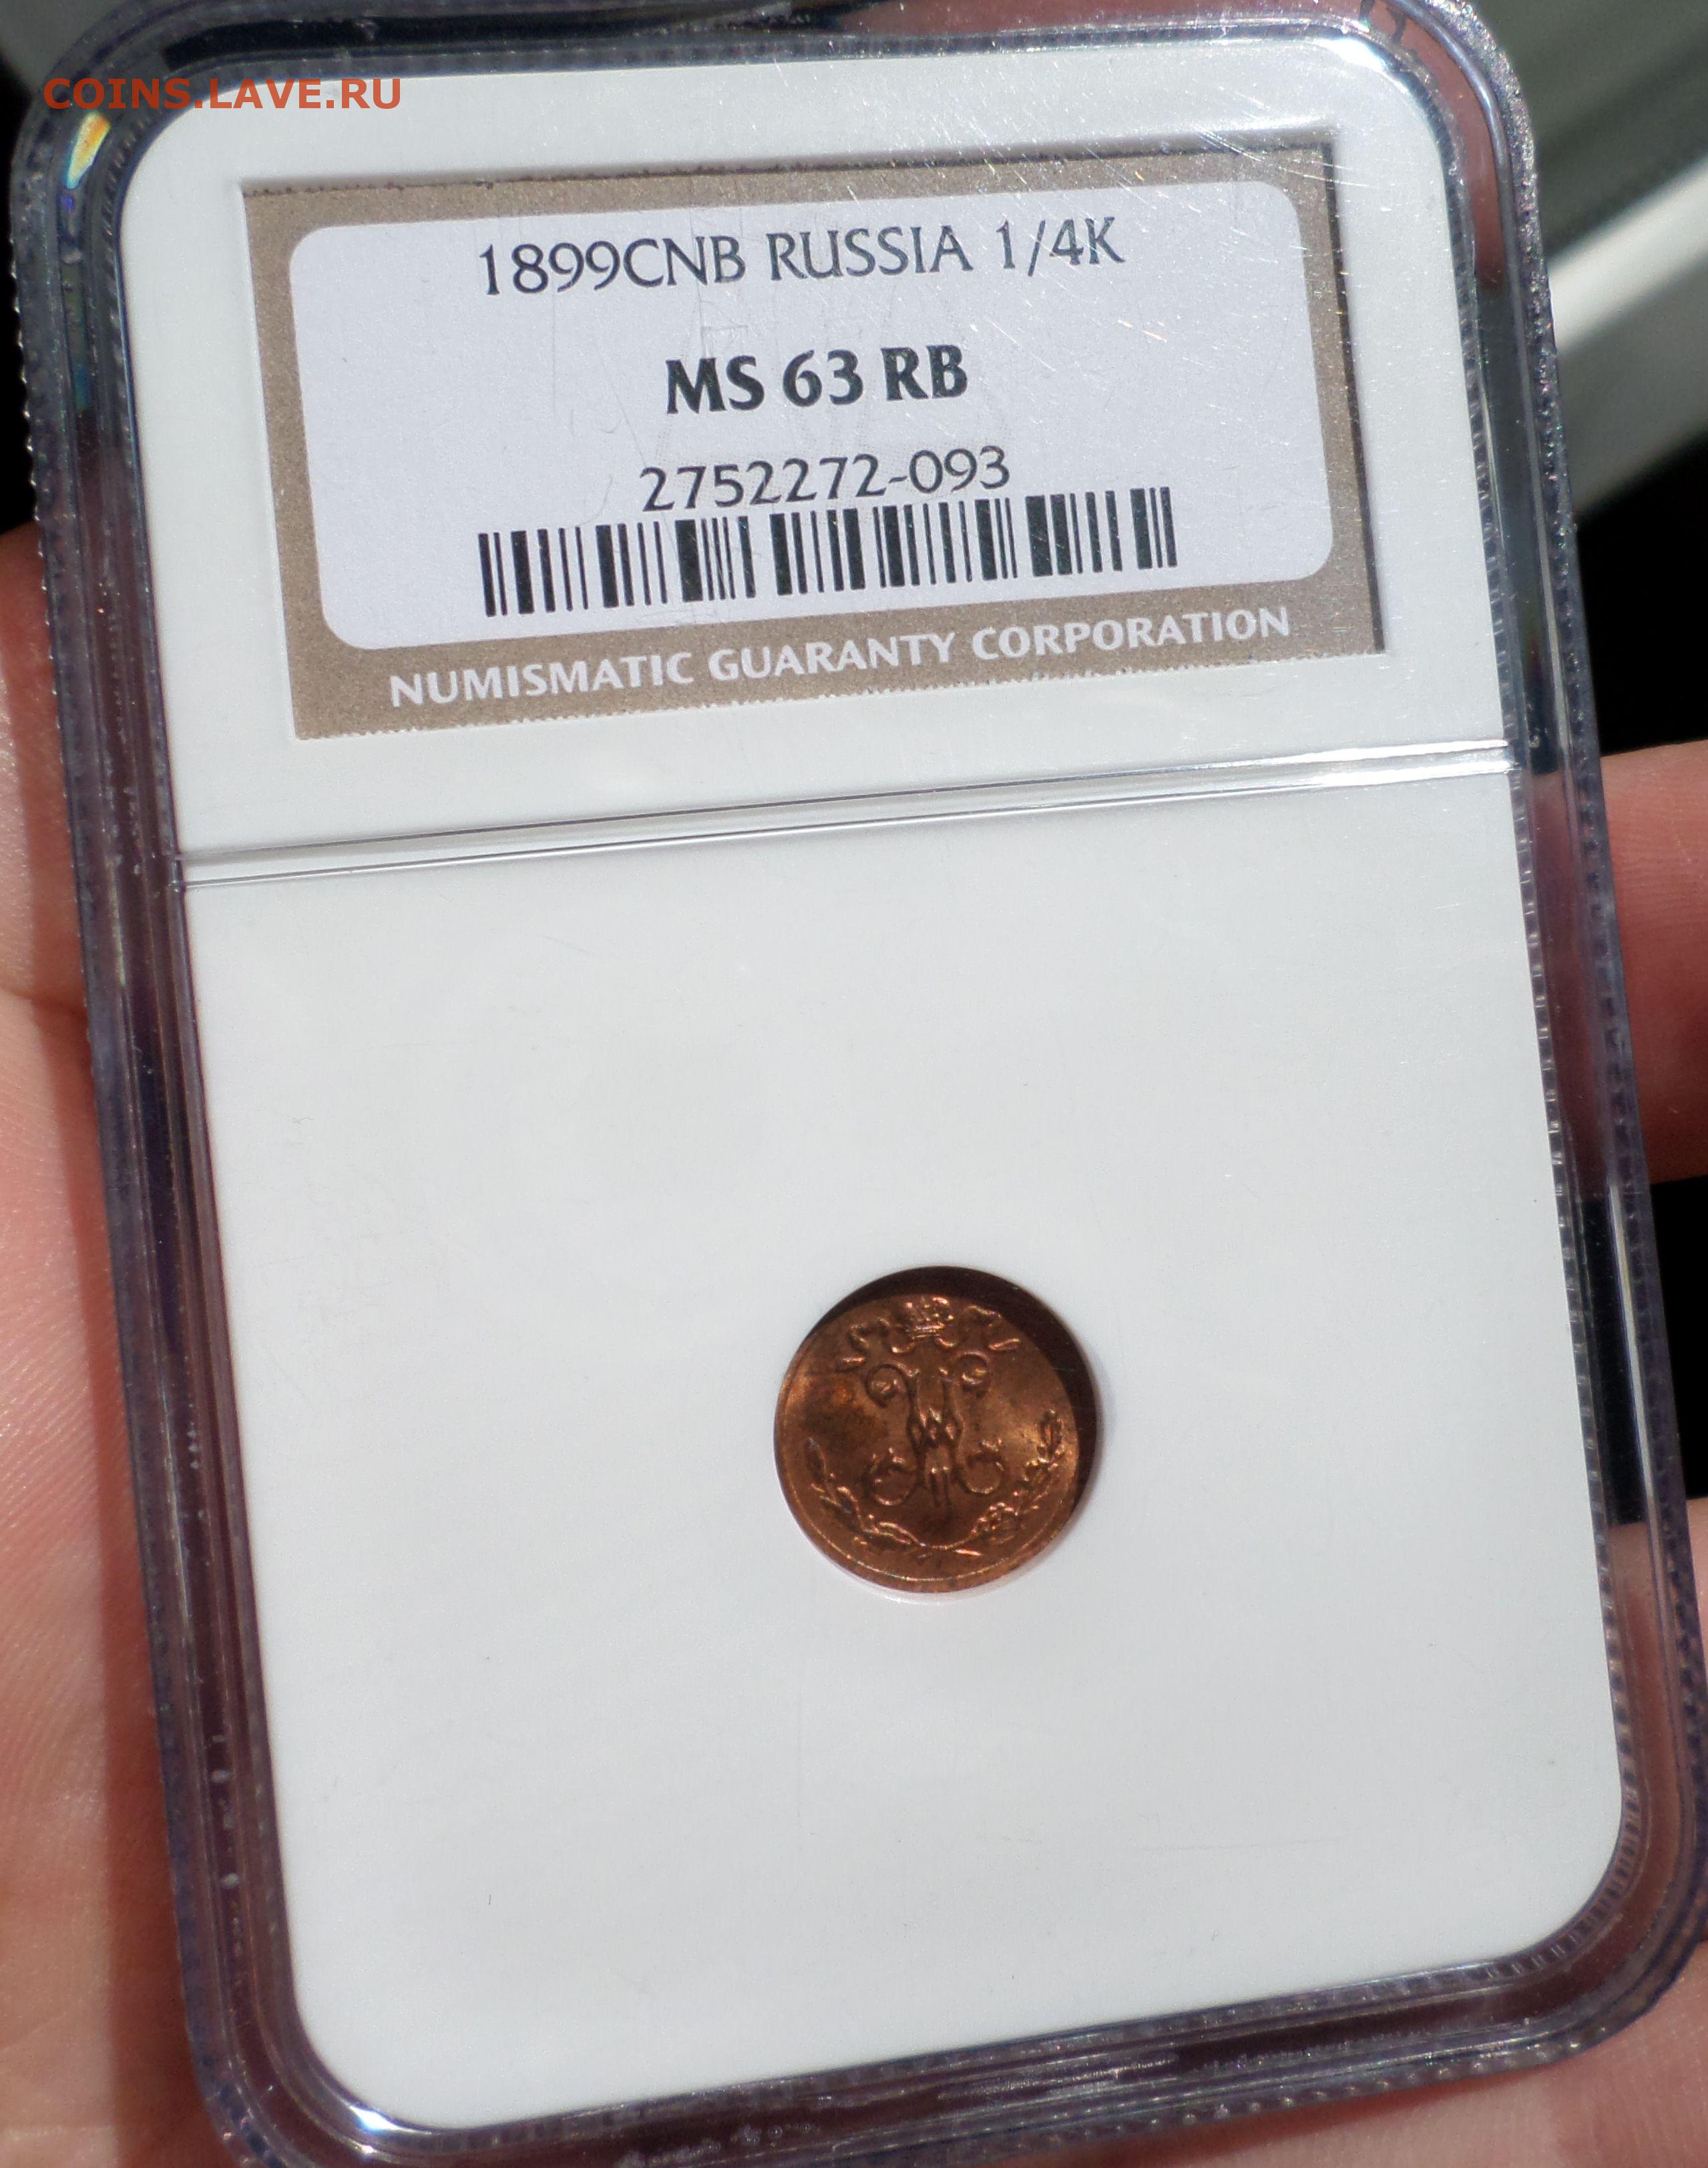 COINS.LAVE.RU
1899CNB RUSSIA 1/4K
MS 63 RB
2752272-093
NUMISMATIC GUARANTY CORPORATION